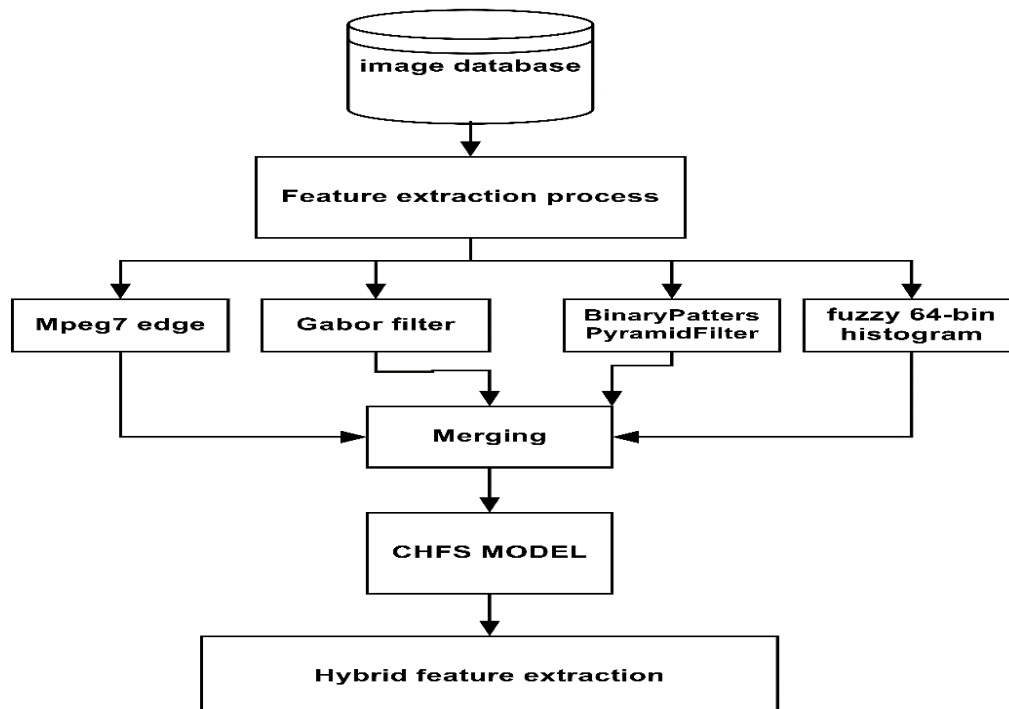 image database
Feature extraction process
Mpeg7 edge
Gabor filter
BinaryPatters
PyramidFilter
fuzzy 64-bin
histogram
Merging
CHFS MODEL
Hybrid feature extraction